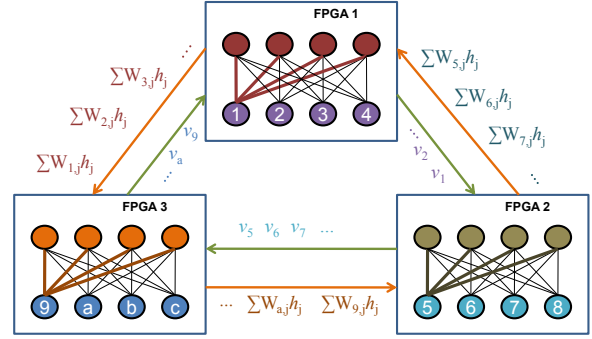 FPGA 1
1 2 3 4
...
∑W3,jhj
∑W2,jhj
∑W1,jhj
v9
va
...
∑W5,jhj
∑W6,jhj
∑W7,jhj
...
...
v2
v1
FPGA 3
9 a b c
v5 v6 v7 ...
... ∑Wa,jhj ∑W9,jhj
FPGA 2
5 6 7 8